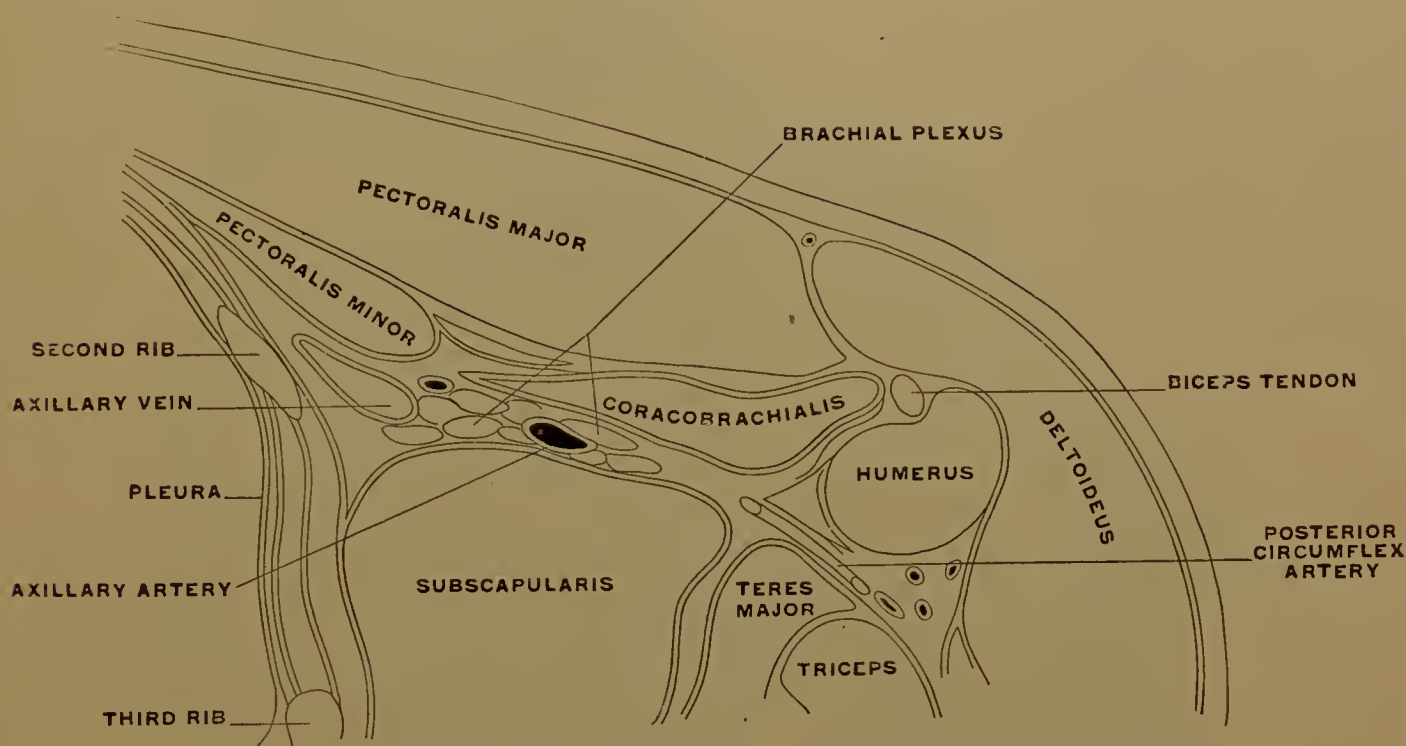 BRACHIAL PLEXUS
PECTORALIS MAJOR
PECTORALIS MINOR
SECOND RIB
BICEPS TENDON
AXILLARY VEIN
CORACOBRACHIALIS
DELTOIDEUS
HUMERUS
PLEURA
POSTERIOR
CIRCUMFLEX
ARTERY
AXILLARY ARTERY
SUBSCAPULARIS
TERES
MAJOR
TRICEPS
THIRD RIB